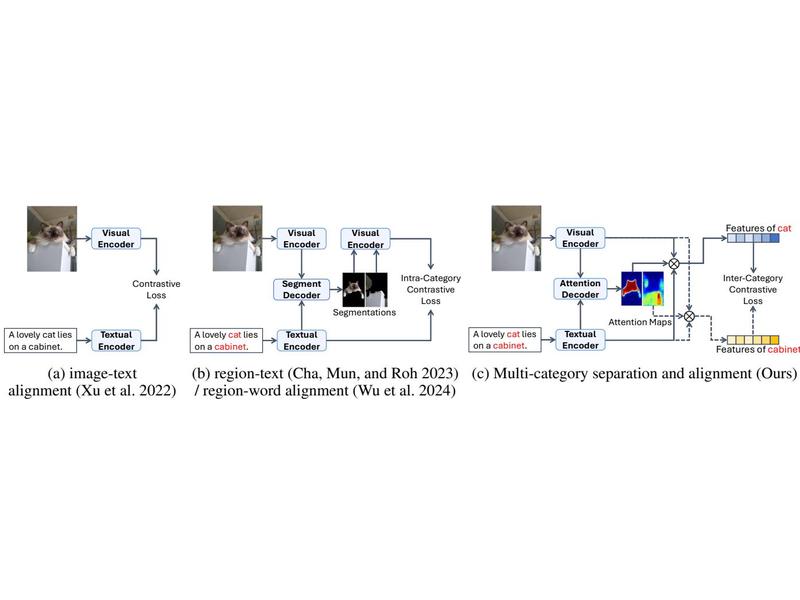 Visual
Encoder
Contrastive
Loss
A lovely cat lies
on a cabinet.
Textual
Encoder
(a) image-text
alignment (Xu et al. 2022)
Visual
Encoder
Visual
Encoder
Segment
Decoder
Segmentations
Intra-Category
Contrastive
Loss
A lovely cat lies
on a cabinet.
Textual
Encoder
(b) region-text (Cha, Mun, and Roh 2023)
/ region-word alignment (Wu et al. 2024)
Visual
Encoder
Features of cat
Attention
Decoder
Attention Maps
Inter-Category
Contrastive
Loss
A lovely cat lies
on a cabinet.
Textual
Encoder
Features of cabinet
(c) Multi-category separation and alignment (Ours)